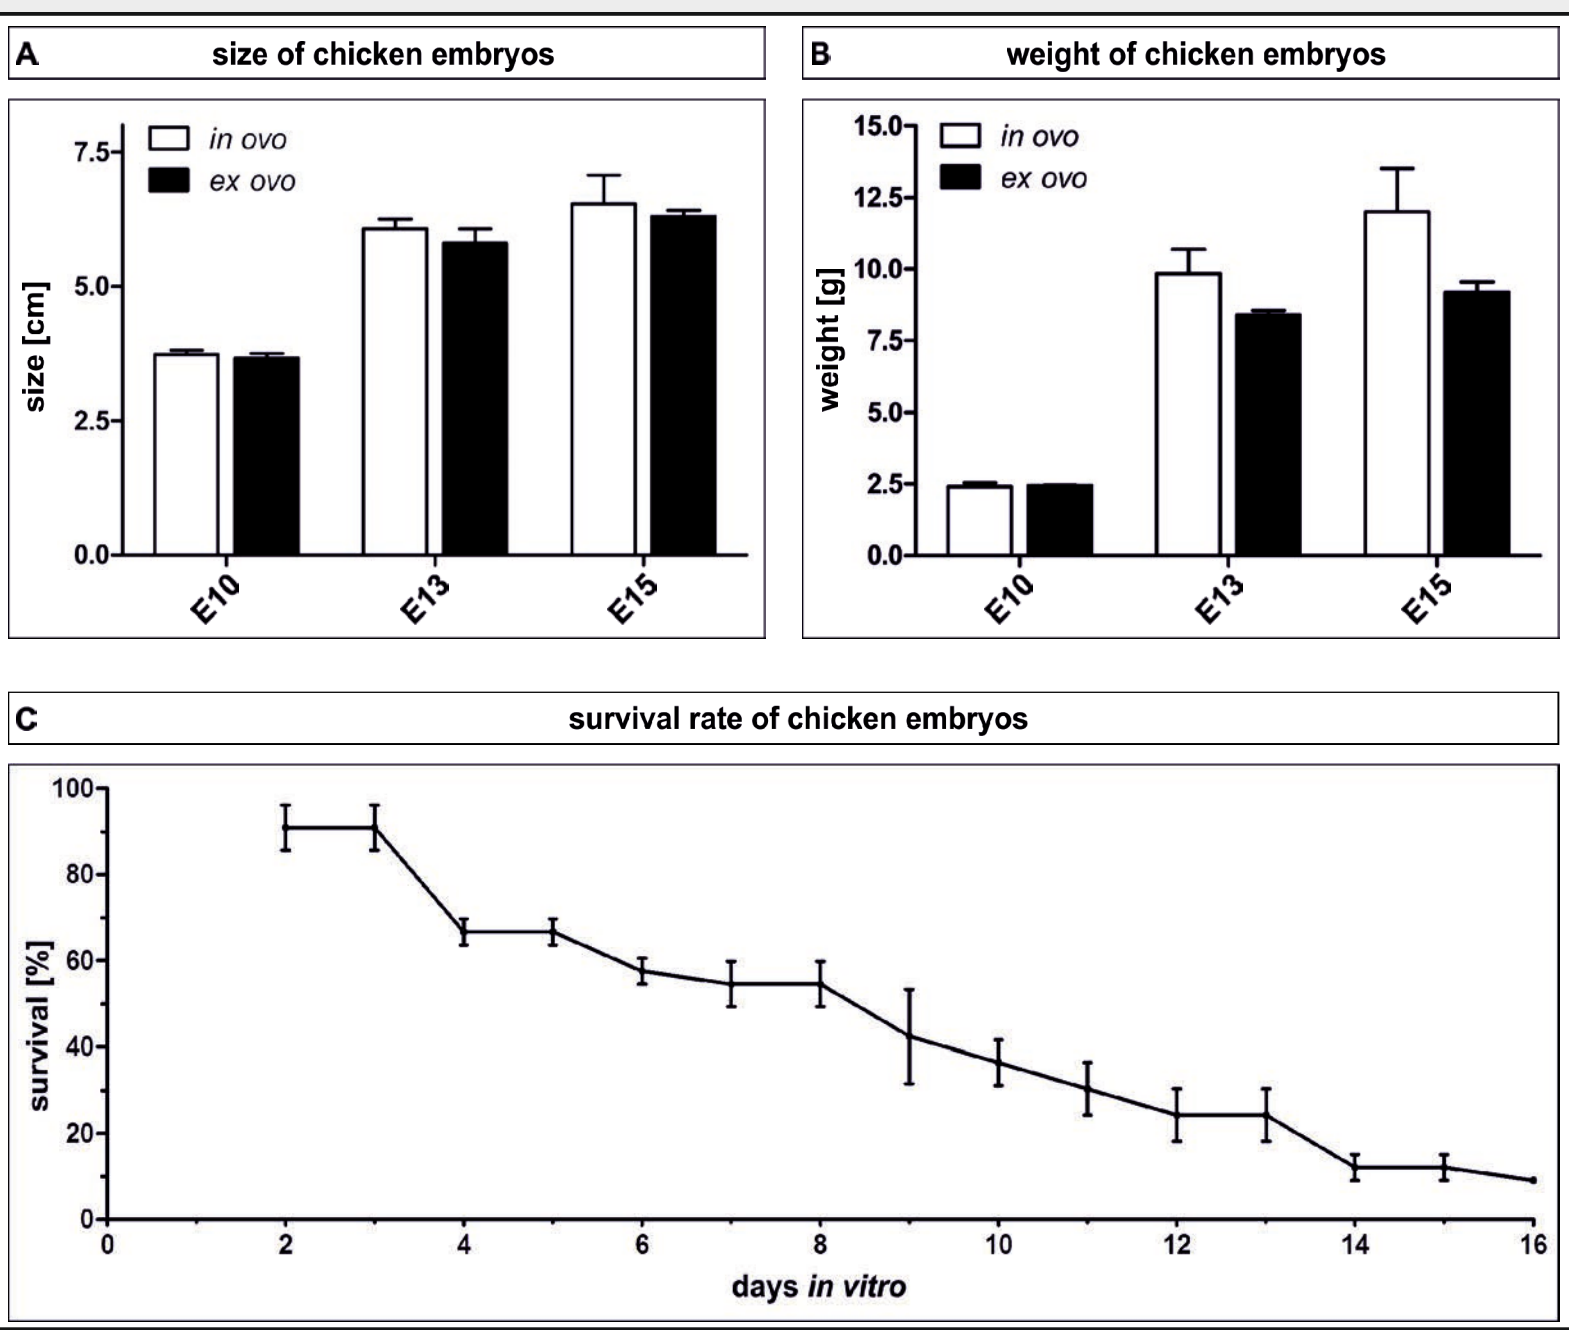 A size of chicken embryos
in ovo
ex ovo
7.5
5.0
2.5
0.0
size [cm]
E10 E13 E15
B weight of chicken embryos
in ovo
ex ovo
15.0
12.5
10.0
7.5
5.0
2.5
0.0
weight [g]
E10 E13 E15
C survival rate of chicken embryos
100
80
60
40
20
0
survival [%]
0 2 4 6 8 10 12 14 16
days in vitro